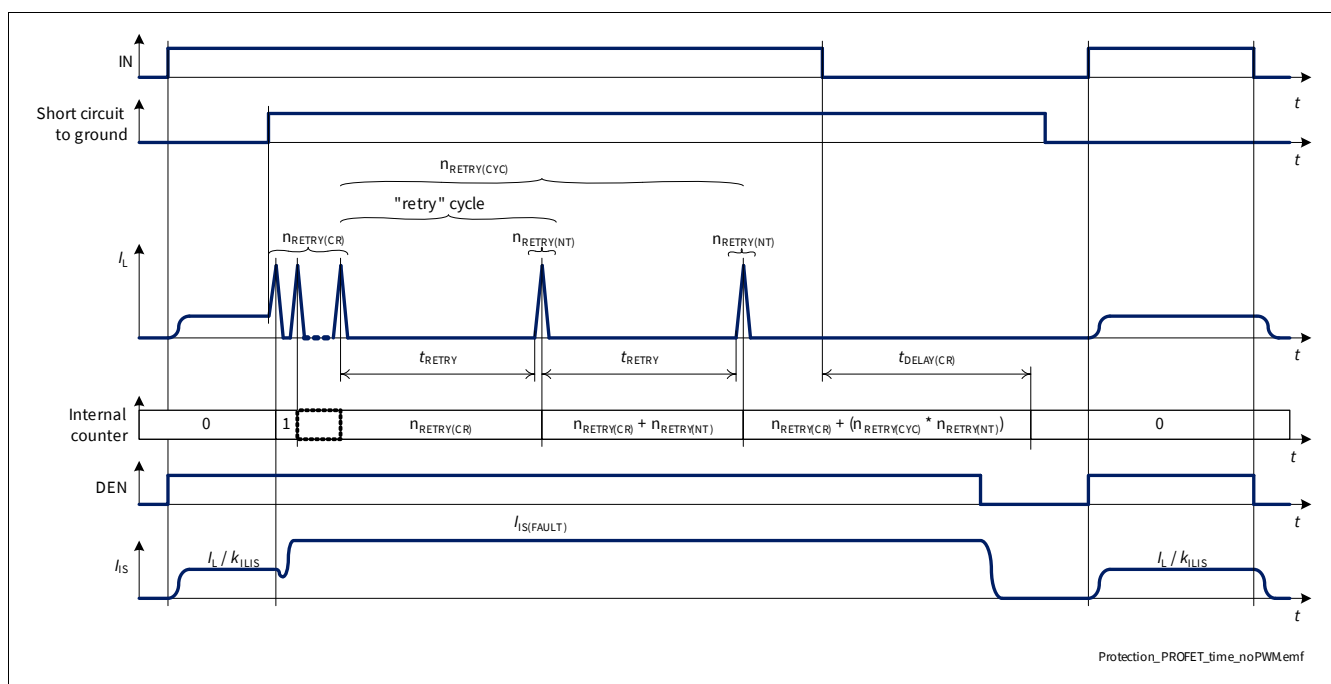 IN
t
Short circuit
to ground
t
nRETRY(CYC)
"retry" cycle
nRETRY(CR)
nRETRY(NT)
nRETRY(NT)
IL
t
tRETRY
tRETRY
tDELAY(CR)
Internal
counter
0
1
nRETRY(CR)
nRETRY(CR) + nRETRY(NT)
nRETRY(CR) + (nRETRY(CYC) * nRETRY(NT))
0
t
DEN
t
IIS(FAULT)
IIS
IL / kILIS
IL / kILIS
t
Protection_PROFET_time_noPWM.emf